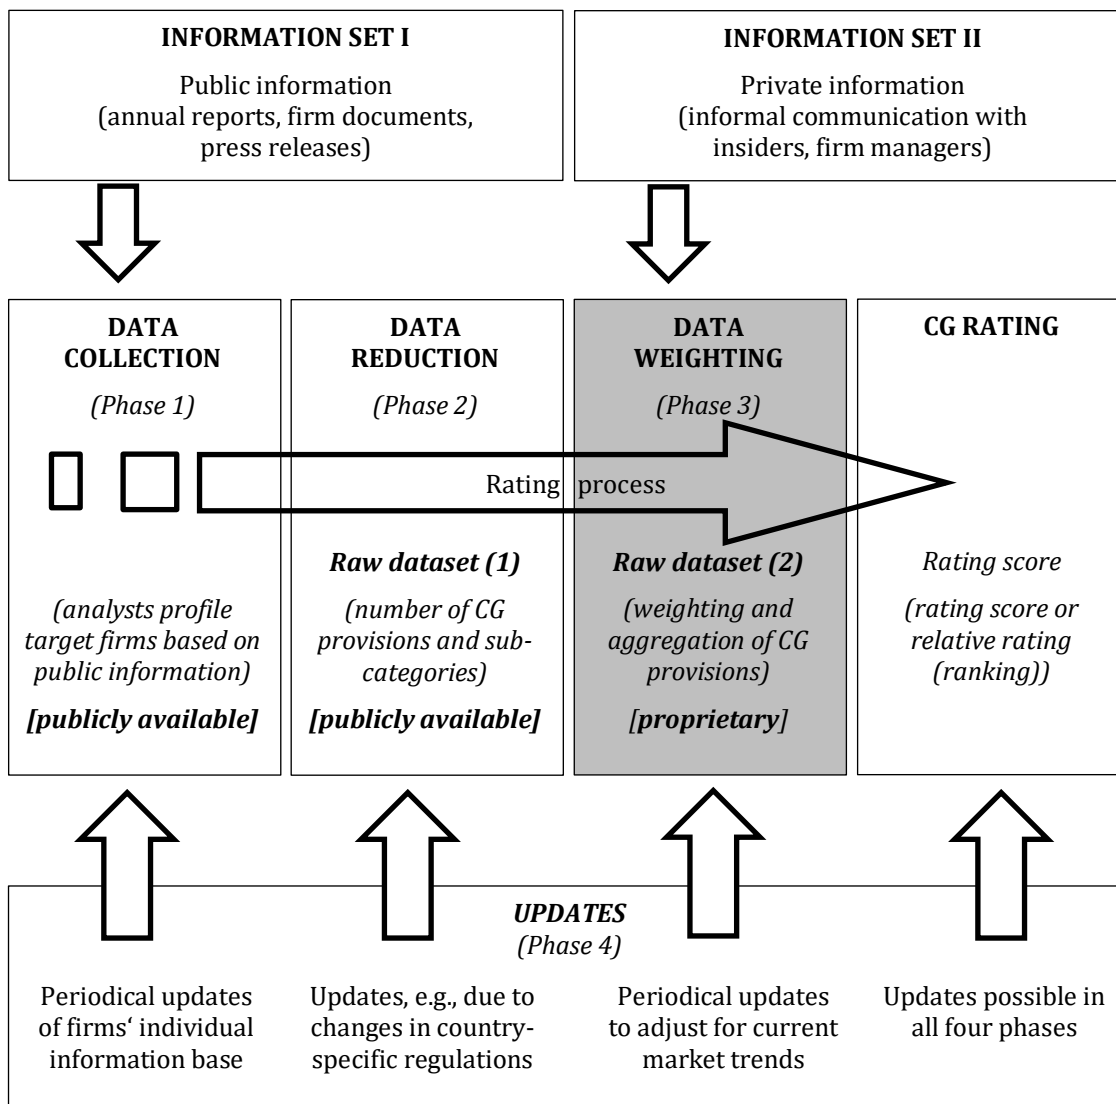 INFORMATION SET I
Public information
(annual reports, firm documents,
press releases)
INFORMATION SET II
Private information
(informal communication with
insiders, firm managers)
DATA
COLLECTION
(Phase 1)
(analysts profile
target firms based on
public information)
[publicly available]
DATA
REDUCTION
(Phase 2)
Raw dataset (1)
(number of CG
provisions and sub-
categories)
[publicly available]
DATA
WEIGHTING
(Phase 3)
Raw dataset (2)
(weighting and
aggregation of CG
provisions)
[proprietary]
CG RATING
Rating score
(rating score or
relative rating
(ranking))
Rating process
UPDATES
(Phase 4)
Periodical updates
of firms‘ individual
information base
Updates, e.g., due to
changes in country-
specific regulations
Periodical updates
to adjust for current
market trends
Updates possible in
all four phases